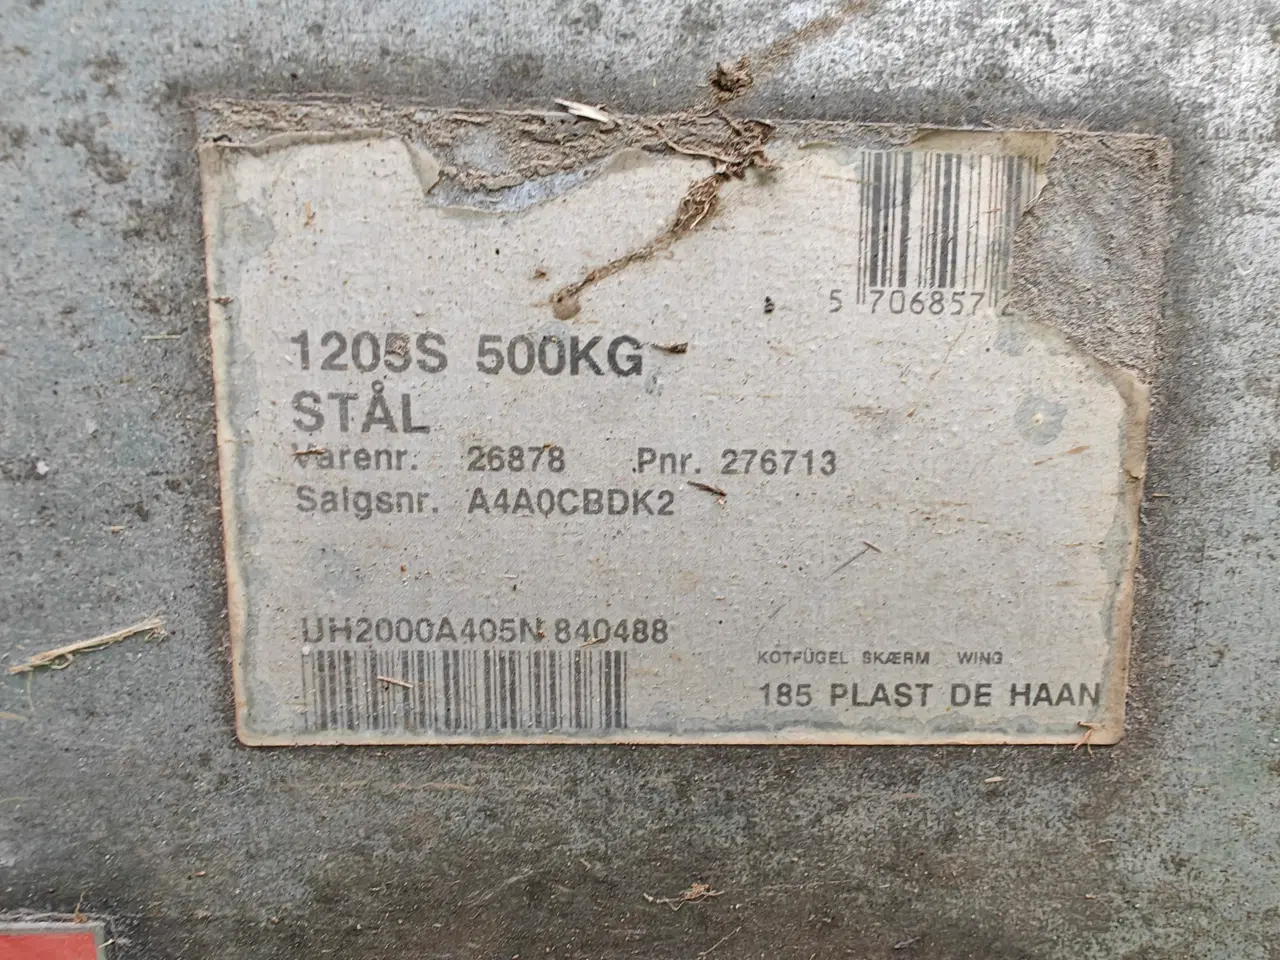 5 706857 2
1205S 500KG
STÅL
Varenr. 26878 Pnr. 276713
Salgsnr. A4A0CBDK2
UH2000A405N 840488
KOTFÜGEL SKÆRM WING
185 PLAST DE HAAN